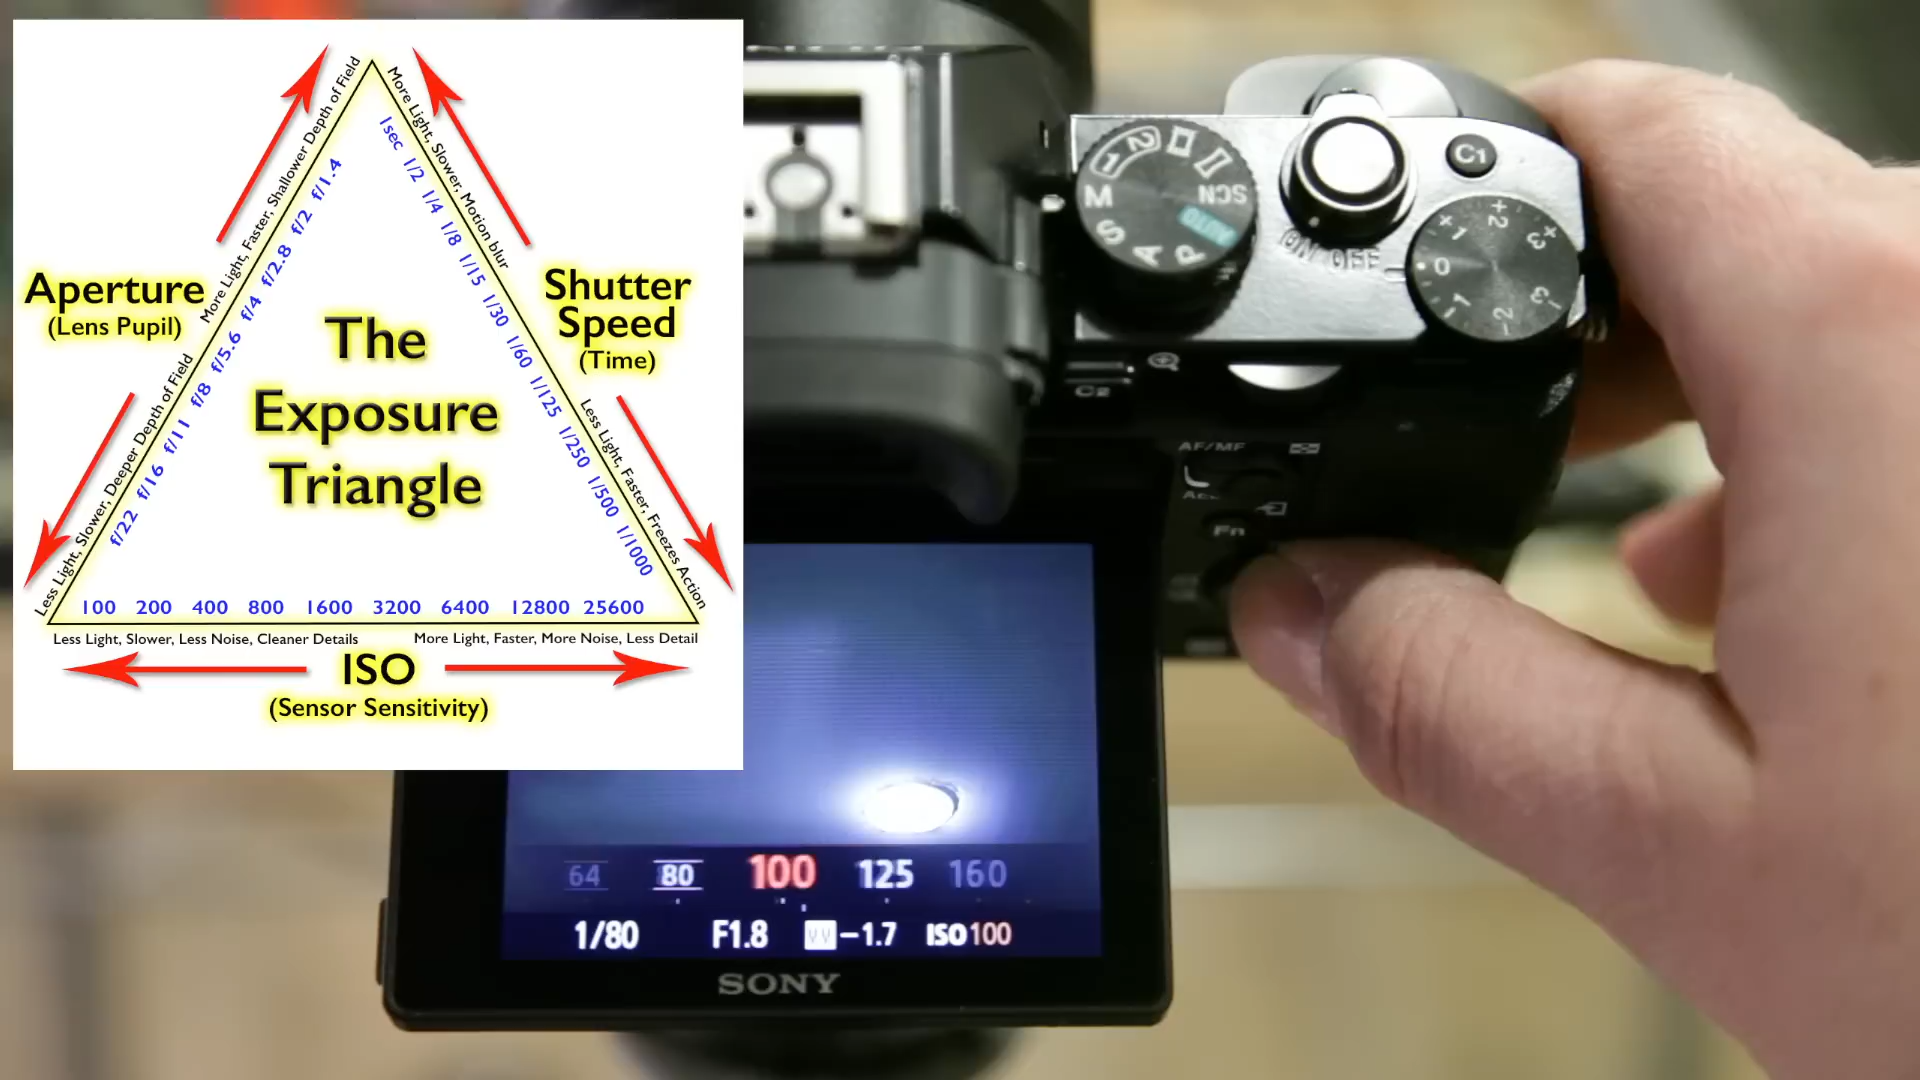 More Light, Faster, Shallower Depth of Field
Less Light, Slower, Deeper Depth of Field
f/1.4
f/2
f/2.8
f/4
f/5.6
f/8
f/11
f/16
f/22
Aperture
(Lens Pupil)
The
Exposure
Triangle
More Light, Slower, Motion blur
Less Light, Faster, Freezes Action
1sec
1/2
1/4
1/8
1/15
1/30
1/60
1/125
1/250
1/500
1/1000
Shutter
Speed
(Time)
100 200 400 800 1600 3200 6400 12800 25600
Less Light, Slower, Less Noise, Cleaner Details
More Light, Faster, More Noise, Less Detail
ISO
(Sensor Sensitivity)
1 2
SCN
AUTO
P
A
S
M
ON OFF
C1
0
+1
+2
+3
-3
-2
-1
C2
AF/MF
Fn
64 80 100 125 160
1/80 F1.8 -1.7 ISO100
SONY